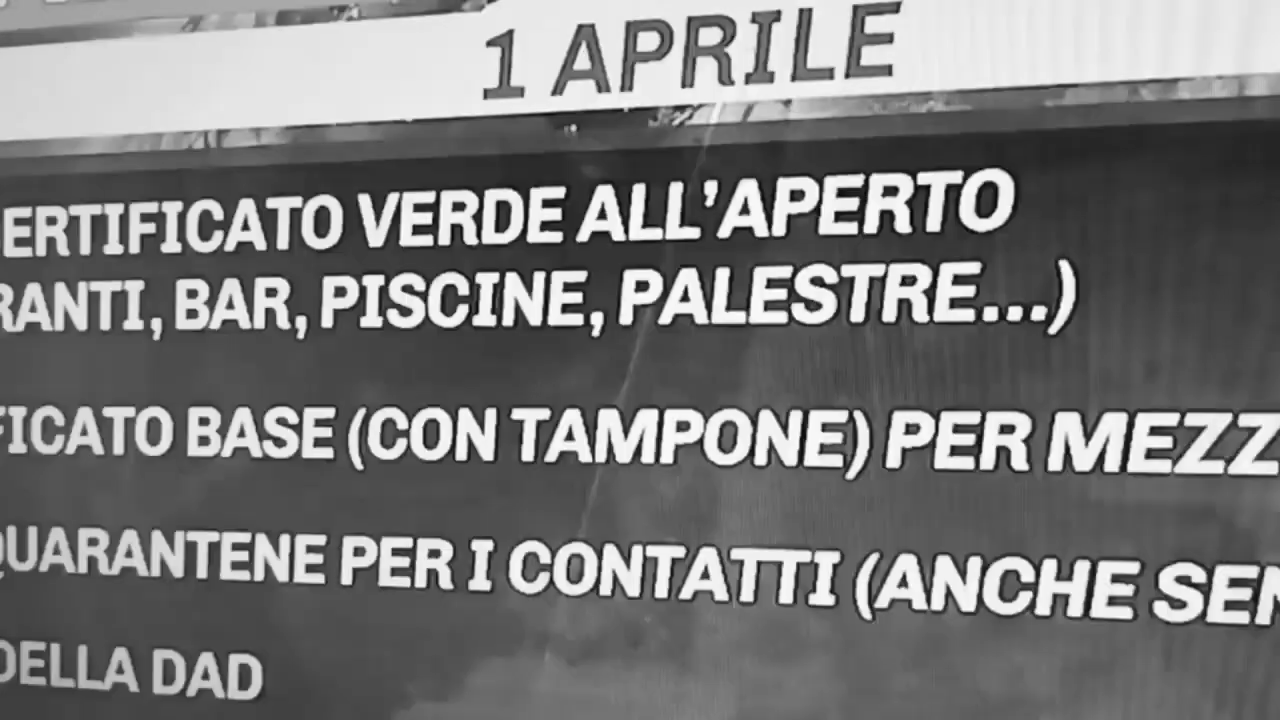 1 APRILE
ERTIFICATO VERDE ALL'APERTO
RANTI, BAR, PISCINE, PALESTRE...)
FICATO BASE (CON TAMPONE) PER MEZZ
QUARANTENE PER I CONTATTI (ANCHE SEN
DELLA DAD